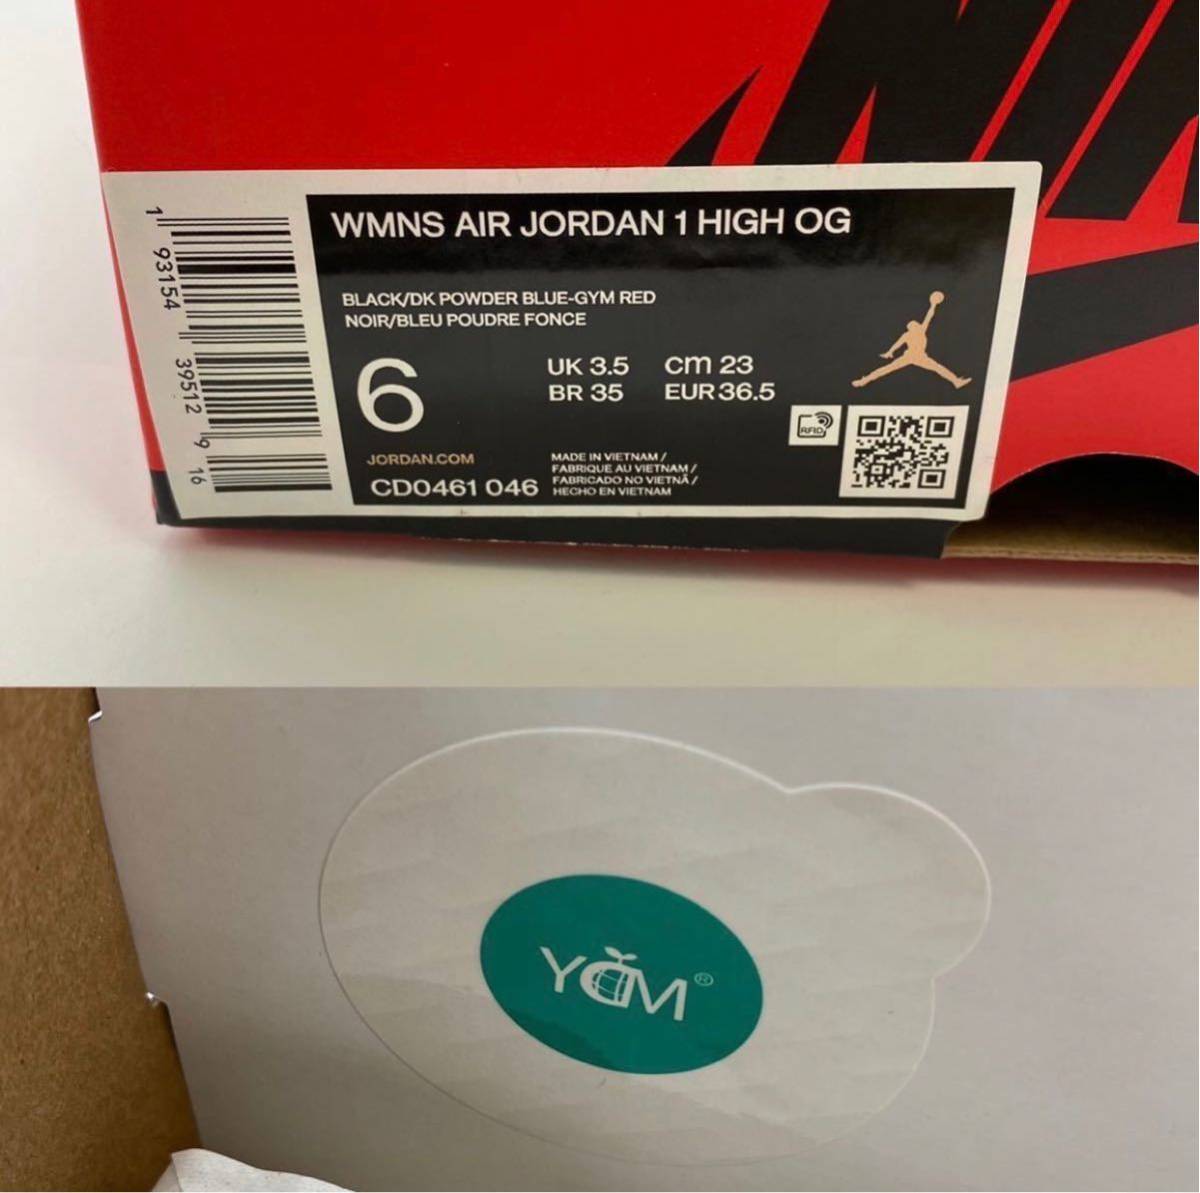 NIK
WMNS AIR JORDAN 1 HIGH OG
BLACK/DK POWDER BLUE-GYM RED
NOIR/BLEU POUDRE FONCE
6
UK 3.5 cm 23
BR 35 EUR 36.5
RFID
JORDAN.COM
CD0461 046
MADE IN VIETNAM /
FABRIQUE AU VIETNAM /
FABRICADO NO VIETNÃ /
HECHO EN VIETNAM
1 93154 39512 9 16
YCM®